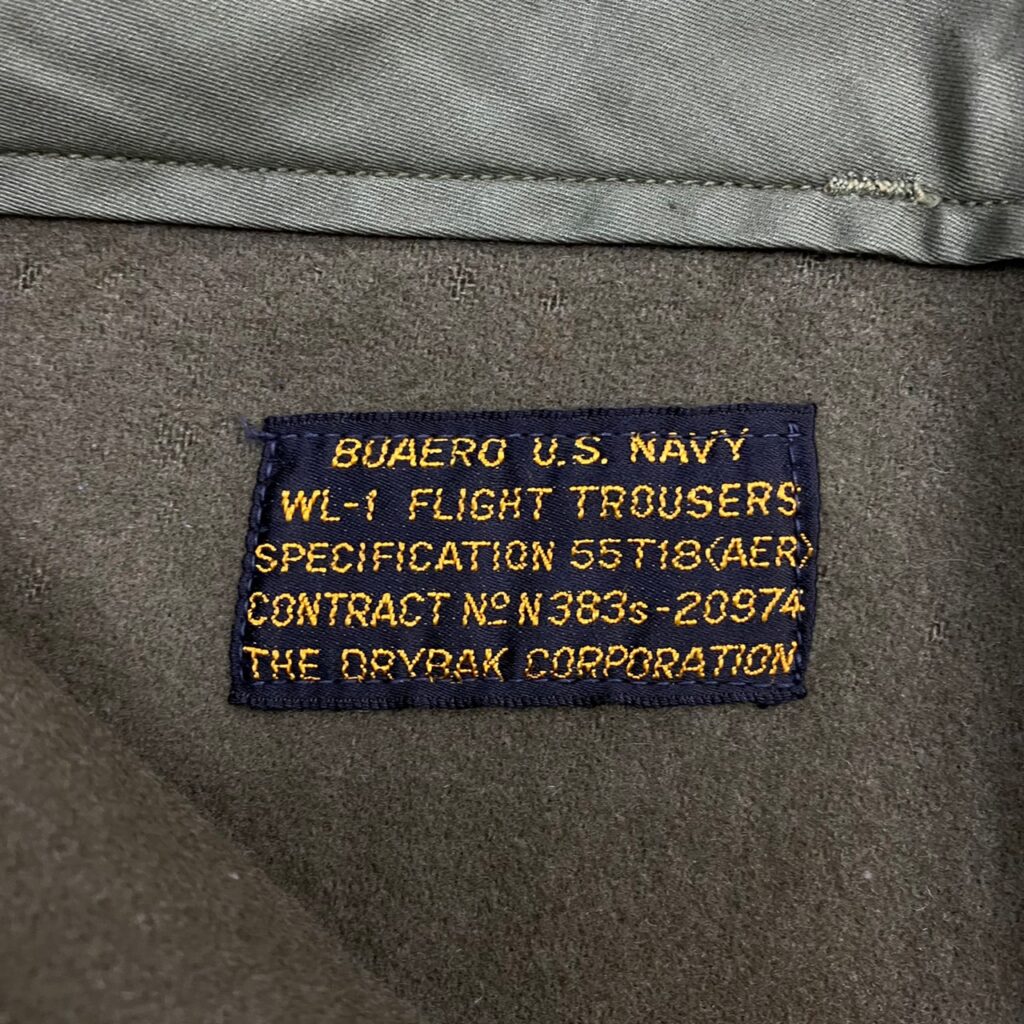 BUAERO U.S. NAVY
WL-1 FLIGHT TROUSERS
SPECIFICATION 55T18(AER)
CONTRACT Nº N383s-20974
THE DRYBAK CORPORATION